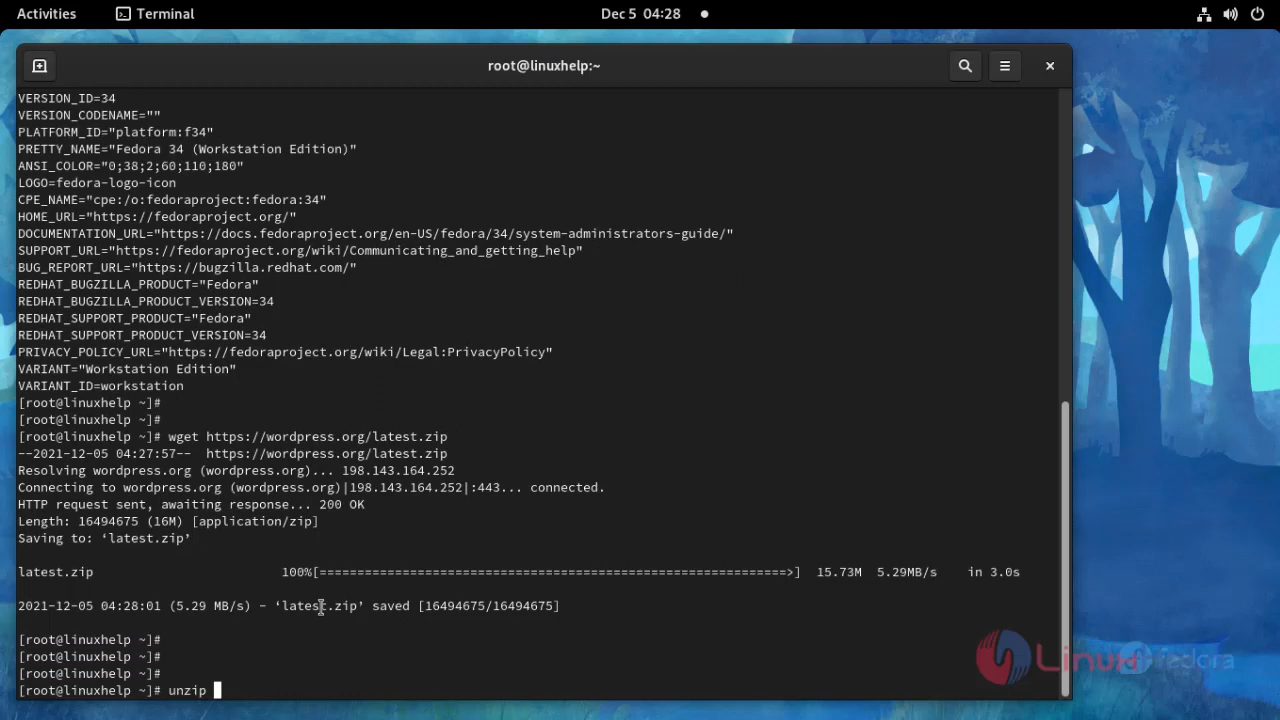 Activities Terminal Dec 5 04:28
root@linuxhelp:~
VERSION_ID=34
VERSION_CODENAME=""
PLATFORM_ID="platform:f34"
PRETTY_NAME="Fedora 34 (Workstation Edition)"
ANSI_COLOR="0;38;2;60;110;180"
LOGO=fedora-logo-icon
CPE_NAME="cpe:/o:fedoraproject:fedora:34"
HOME_URL="https://fedoraproject.org/"
DOCUMENTATION_URL="https://docs.fedoraproject.org/en-US/fedora/34/system-administrators-guide/"
SUPPORT_URL="https://fedoraproject.org/wiki/Communicating_and_getting_help"
BUG_REPORT_URL="https://bugzilla.redhat.com/"
REDHAT_BUGZILLA_PRODUCT="Fedora"
REDHAT_BUGZILLA_PRODUCT_VERSION=34
REDHAT_SUPPORT_PRODUCT="Fedora"
REDHAT_SUPPORT_PRODUCT_VERSION=34
PRIVACY_POLICY_URL="https://fedoraproject.org/wiki/Legal:PrivacyPolicy"
VARIANT="Workstation Edition"
VARIANT_ID=workstation
[root@linuxhelp ~]#
[root@linuxhelp ~]#
[root@linuxhelp ~]# wget https://wordpress.org/latest.zip
--2021-12-05 04:27:57--  https://wordpress.org/latest.zip
Resolving wordpress.org (wordpress.org)... 198.143.164.252
Connecting to wordpress.org (wordpress.org)|198.143.164.252|:443... connected.
HTTP request sent, awaiting response... 200 OK
Length: 16494675 (16M) [application/zip]
Saving to: ‘latest.zip’
latest.zip 100%[==============================================================>] 15.73M 5.29MB/s in 3.0s
2021-12-05 04:28:01 (5.29 MB/s) - ‘latest.zip’ saved [16494675/16494675]
[root@linuxhelp ~]#
[root@linuxhelp ~]#
[root@linuxhelp ~]#
[root@linuxhelp ~]# unzip
fedora